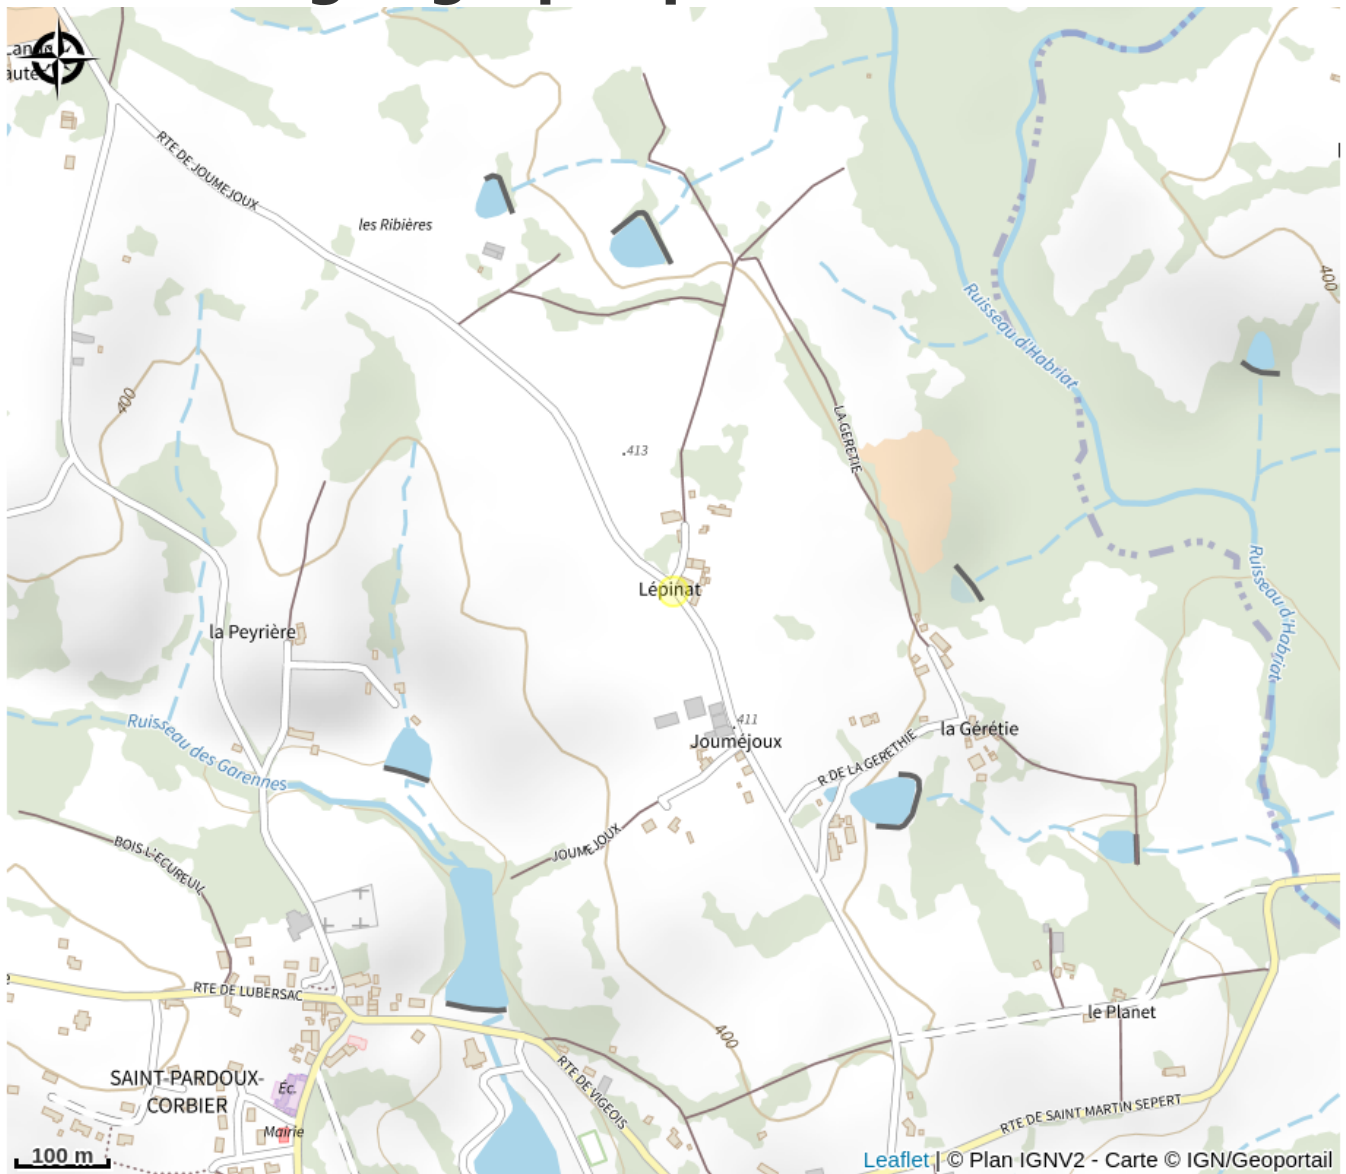 RTE DE JOUMEJOUX
les Ribières
Ruisseau d'Habriat
400
400
LA GERETIE
.413
Lépinat
la Peyrière
Ruisseau d'Habriat
Ruisseau des Garennes
411
Jouméjoux
la Gérétie
R DE LA GERETHIE
JOUMEJOUX
BOIS L'ECUREUIL
RTE DE LUBERSAC
le Planet
400
RTE DE VIGEOIS
SAINT-PARDOUX-
CORBIER
Éc.
Mairie
RTE DE SAINT MARTIN SEPERT
100 m
Leaflet | © Plan IGNV2 - Carte © IGN/Geoportail